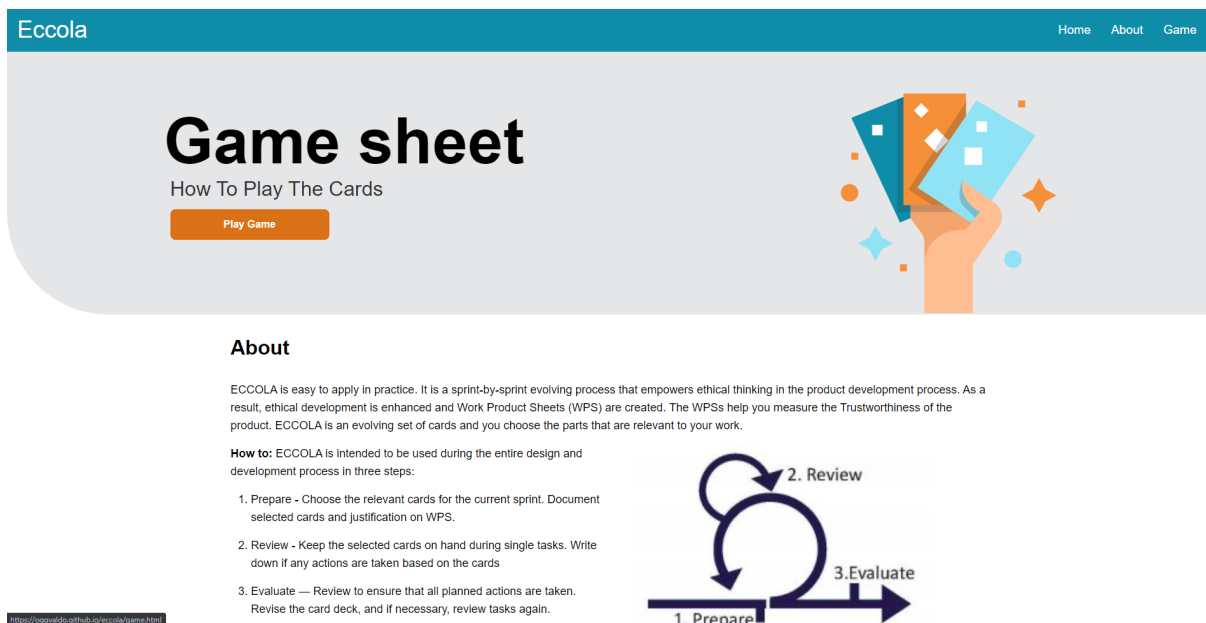 Eccola
Home About Game
Game sheet
How To Play The Cards
Play Game
About
ECCOLA is easy to apply in practice. It is a sprint-by-sprint evolving process that empowers ethical thinking in the product development process. As a
result, ethical development is enhanced and Work Product Sheets (WPS) are created. The WPSs help you measure the Trustworthiness of the
product. ECCOLA is an evolving set of cards and you choose the parts that are relevant to your work.
How to: ECCOLA is intended to be used during the entire design and
development process in three steps:
1. Prepare - Choose the relevant cards for the current sprint. Document
selected cards and justification on WPS.
2. Review - Keep the selected cards on hand during single tasks. Write
down if any actions are taken based on the cards
3. Evaluate — Review to ensure that all planned actions are taken.
Revise the card deck, and if necessary, review tasks again.
2. Review
3.Evaluate
1. Prepare
https://oggvaldo.github.io/eccola/game.html